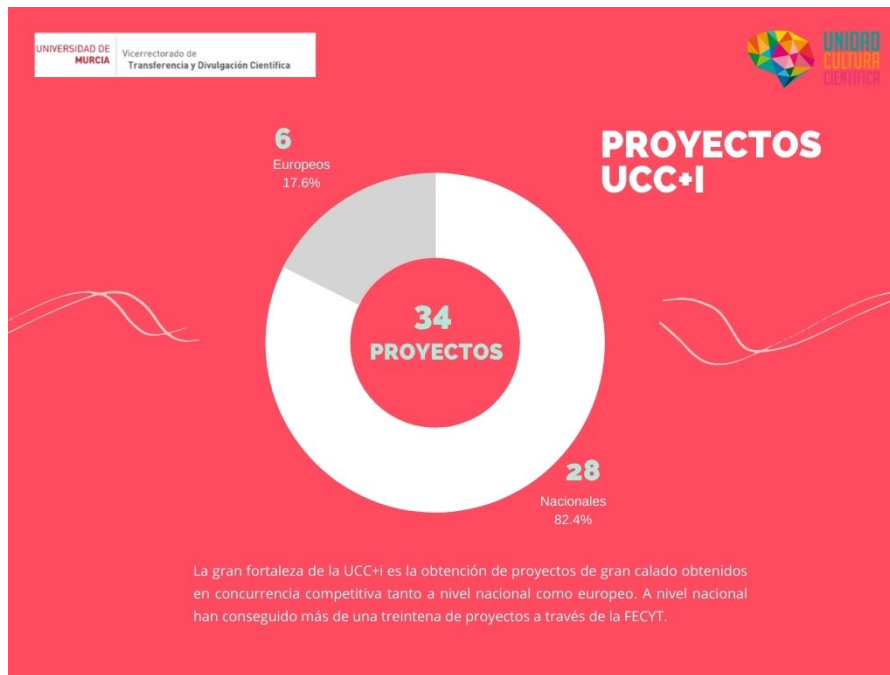 UNIVERSIDAD DE
MURCIA
Vicerrectorado de
Transferencia y Divulgación Científica
UNIDAD
CULTURA
CIENTÍFICA
PROYECTOS
UCC+I
6
Europeos
17.6%
34
PROYECTOS
28
Nacionales
82.4%
La gran fortaleza de la UCC+i es la obtención de proyectos de gran calado obtenidos
en concurrencia competitiva tanto a nivel nacional como europeo. A nivel nacional
han conseguido más de una treintena de proyectos a través de la FECYT.